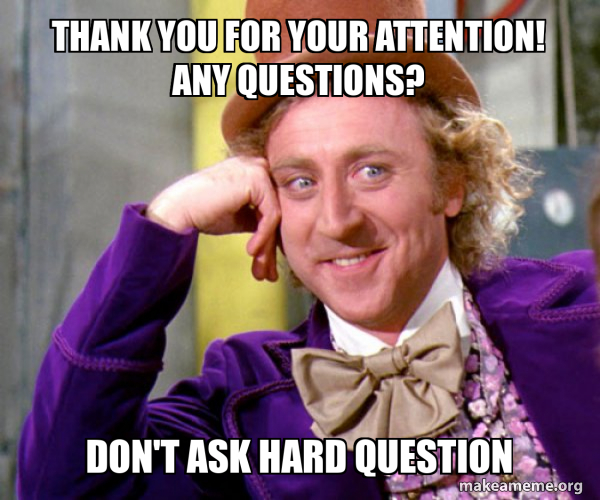 THANK YOU FOR YOUR ATTENTION!
ANY QUESTIONS?
DON'T ASK HARD QUESTION
makeameme.org